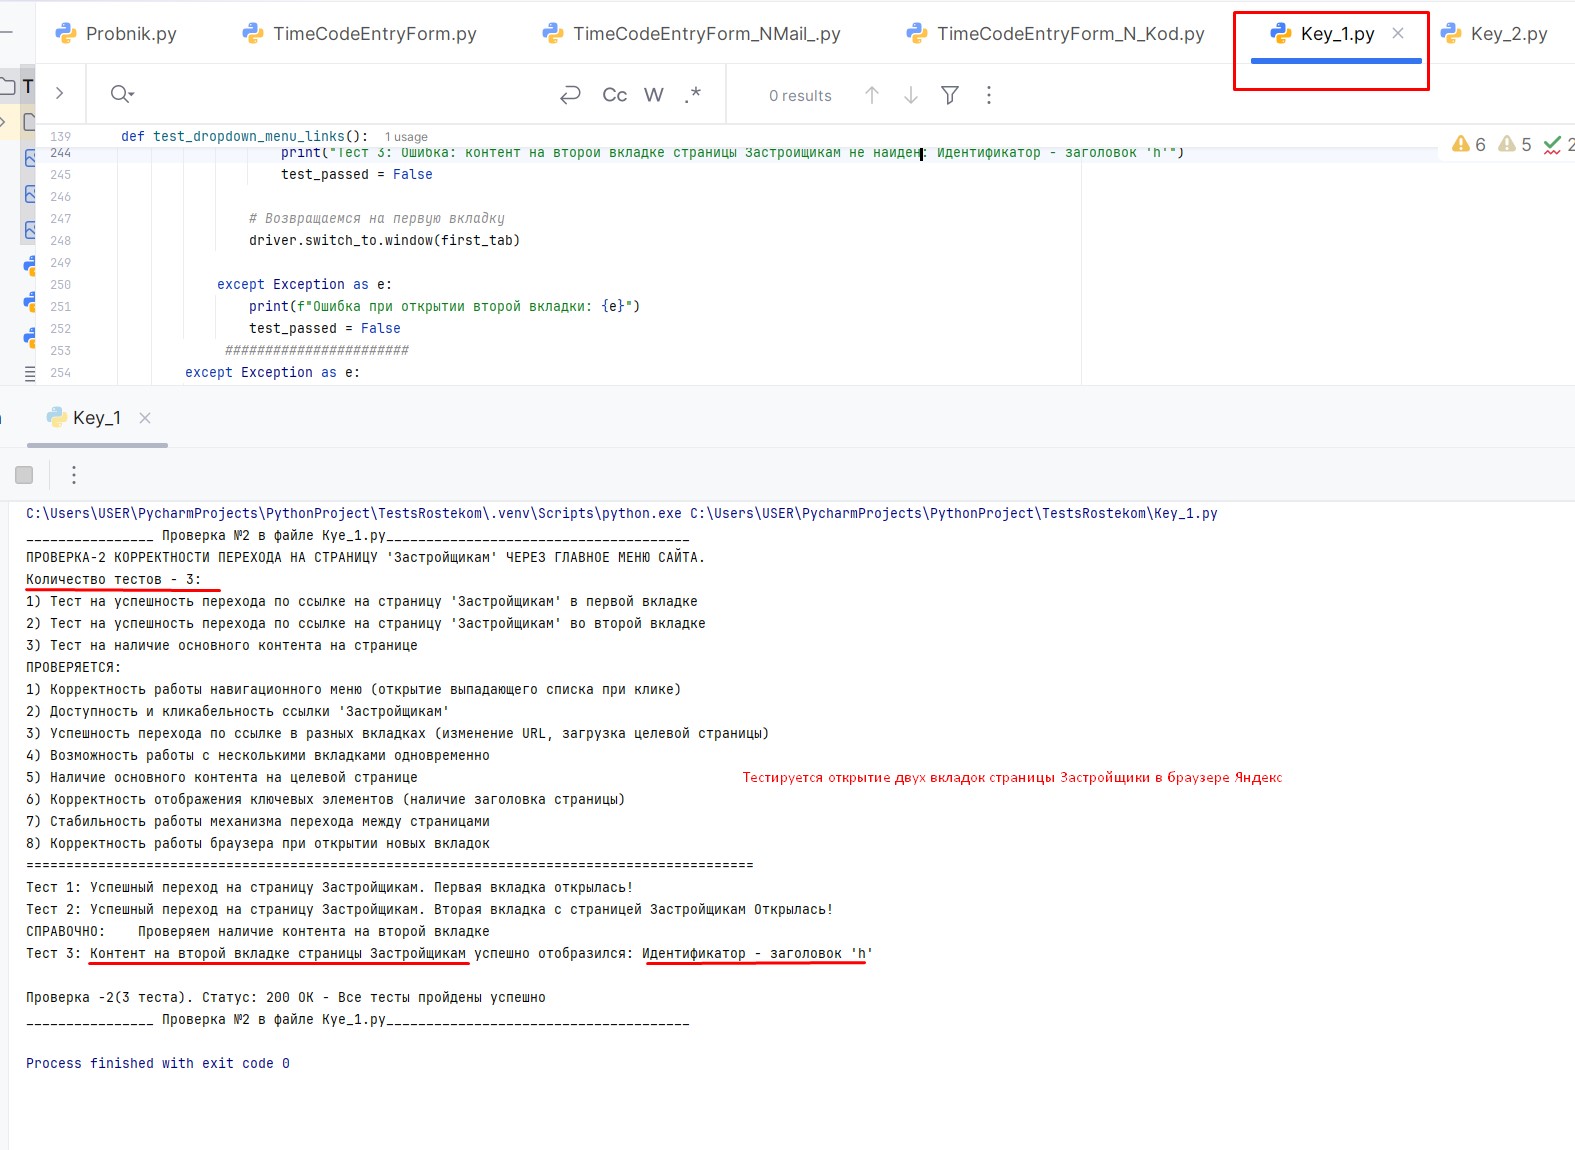 Probnik.py TimeCodeEntryForm.py TimeCodeEntryForm_NMail_.py TimeCodeEntryForm_N_Kod.py Key_1.py Key_2.py
T Cc W .* 0 results
139 def test_dropdown_menu_links(): 1 usage
6 5 2
244 print("Тест 3: Ошибка: контент на второй вкладке страницы Застройщикам не найден: Идентификатор - заголовок 'h'")
245 test_passed = False
246
247 # Возвращаемся на первую вкладку
248 driver.switch_to.window(first_tab)
249
250 except Exception as e:
251 print(f"Ошибка при открытии второй вкладки: {e}")
252 test_passed = False
253 #######################
254 except Exception as e:
Key_1
C:\Users\USER\PycharmProjects\PythonProject\TestsRostekom\.venv\Scripts\python.exe C:\Users\USER\PycharmProjects\PythonProject\TestsRostekom\Key_1.py
________________ Проверка №2 в файле Kye_1.py______________________________________
ПРОВЕРКА-2 КОРРЕКТНОСТИ ПЕРЕХОДА НА СТРАНИЦУ 'Застройщикам' ЧЕРЕЗ ГЛАВНОЕ МЕНЮ САЙТА.
Количество тестов - 3:
1) Тест на успешность перехода по ссылке на страницу 'Застройщикам' в первой вкладке
2) Тест на успешность перехода по ссылке на страницу 'Застройщикам' во второй вкладке
3) Тест на наличие основного контента на странице
ПРОВЕРЯЕТСЯ:
1) Корректность работы навигационного меню (открытие выпадающего списка при клике)
2) Доступность и кликабельность ссылки 'Застройщикам'
3) Успешность перехода по ссылке в разных вкладках (изменение URL, загрузка целевой страницы)
4) Возможность работы с несколькими вкладками одновременно
5) Наличие основного контента на целевой странице
Тестируется открытие двух вкладок страницы Застройщики в браузере Яндекс
6) Корректность отображения ключевых элементов (наличие заголовка страницы)
7) Стабильность работы механизма перехода между страницами
8) Корректность работы браузера при открытии новых вкладок
===========================================================================================
Тест 1: Успешный переход на страницу Застройщикам. Первая вкладка открылась!
Тест 2: Успешный переход на страницу Застройщикам. Вторая вкладка с страницей Застройщикам Открылась!
СПРАВОЧНО: Проверяем наличие контента на второй вкладке
Тест 3: Контент на второй вкладке страницы Застройщикам успешно отобразился: Идентификатор - заголовок 'h'
Проверка -2(3 теста). Статус: 200 ОК - Все тесты пройдены успешно
________________ Проверка №2 в файле Kye_1.py______________________________________
Process finished with exit code 0